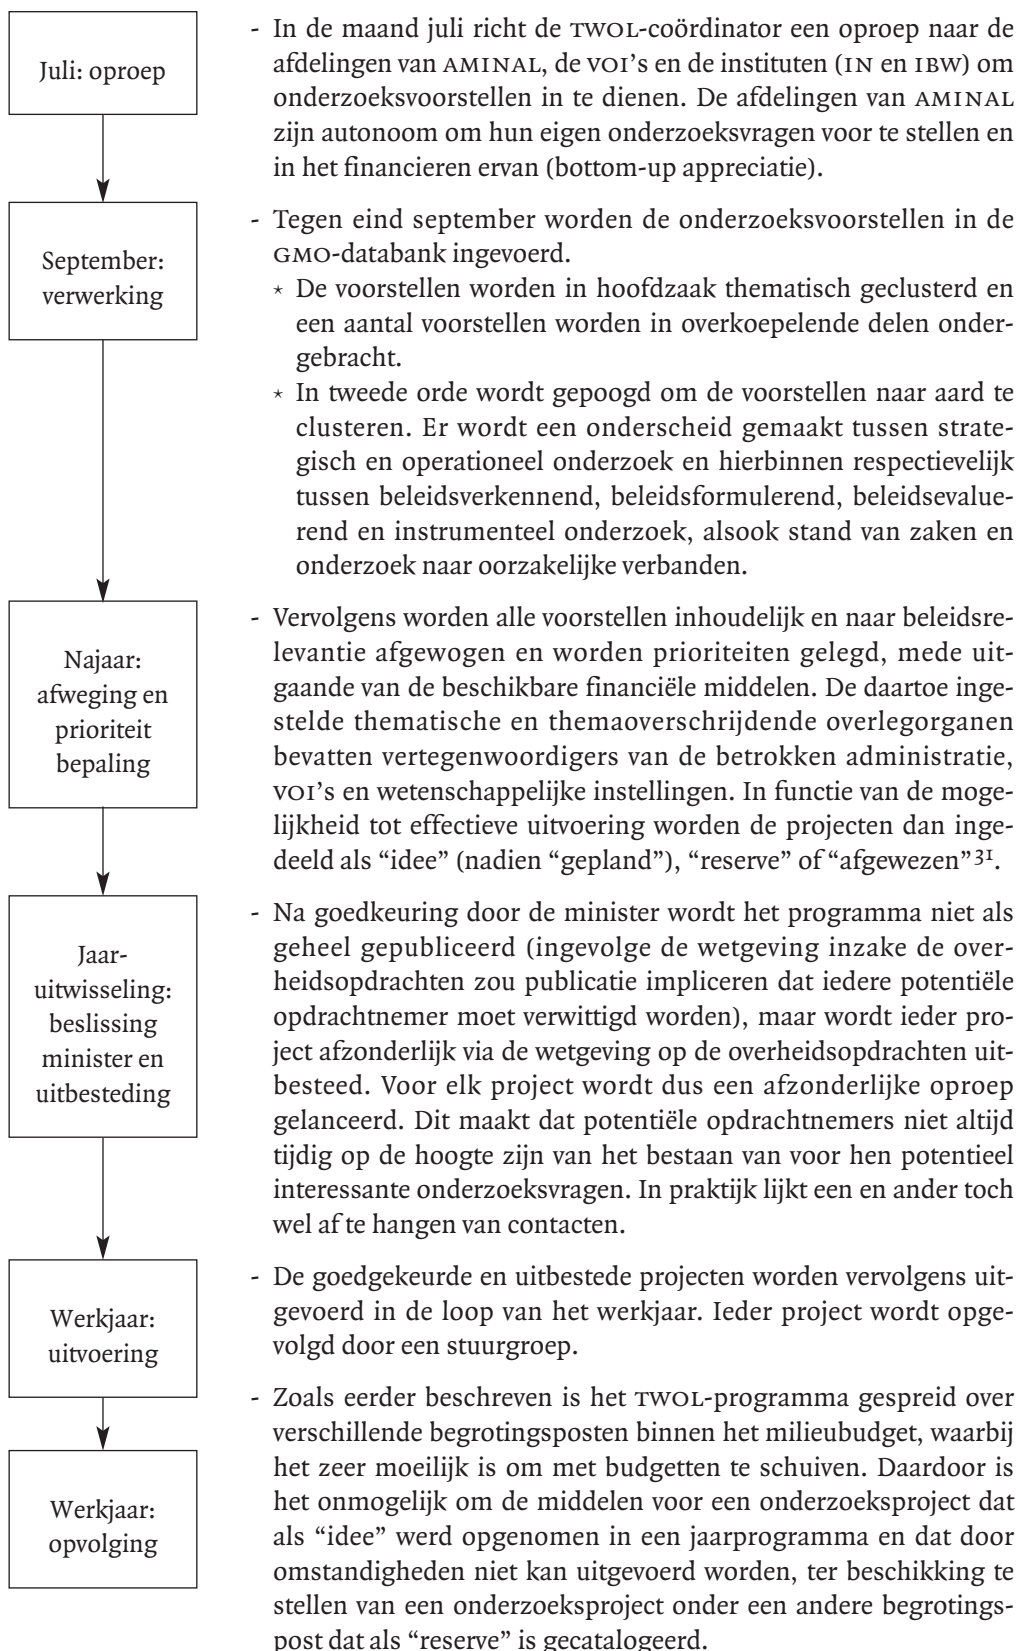 Juli: oproep
- In de maand juli richt de TWOL-coördinator een oproep naar de
afdelingen van AMINAL, de VOI's en de instituten (IN en IBW) om
onderzoeksvoorstellen in te dienen. De afdelingen van AMINAL
zijn autonoom om hun eigen onderzoeksvragen voor te stellen en
in het financieren ervan (bottom-up appreciatie).
September:
verwerking
- Tegen eind september worden de onderzoeksvoorstellen in de
GMO-databank ingevoerd.
* De voorstellen worden in hoofdzaak thematisch geclusterd en
een aantal voorstellen worden in overkoepelende delen onder-
gebracht.
* In tweede orde wordt gepoogd om de voorstellen naar aard te
clusteren. Er wordt een onderscheid gemaakt tussen strate-
gisch en operationeel onderzoek en hierbinnen respectievelijk
tussen beleidsverkennend, beleidsformulerend, beleidsevalue-
rend en instrumenteel onderzoek, alsook stand van zaken en
onderzoek naar oorzakelijke verbanden.
Najaar:
afweging en
prioriteit
bepaling
- Vervolgens worden alle voorstellen inhoudelijk en naar beleidsre-
levantie afgewogen en worden prioriteiten gelegd, mede uit-
gaande van de beschikbare financiële middelen. De daartoe inge-
stelde thematische en themaoverschrijdende overlegorganen
bevatten vertegenwoordigers van de betrokken administratie,
VOI's en wetenschappelijke instellingen. In functie van de moge-
lijkheid tot effectieve uitvoering worden de projecten dan inge-
deeld als “idee” (nadien “gepland”), “reserve” of “afgewezen”31.
Jaar-
uitwisseling:
beslissing
minister en
uitbesteding
- Na goedkeuring door de minister wordt het programma niet als
geheel gepubliceerd (ingevolge de wetgeving inzake de over-
heidsopdrachten zou publicatie impliceren dat iedere potentiële
opdrachtnemer moet verwittigd worden), maar wordt ieder pro-
ject afzonderlijk via de wetgeving op de overheidsopdrachten uit-
besteed. Voor elk project wordt dus een afzonderlijke oproep
gelanceerd. Dit maakt dat potentiële opdrachtnemers niet altijd
tijdig op de hoogte zijn van het bestaan van voor hen potentieel
interessante onderzoeksvragen. In praktijk lijkt een en ander toch
wel af te hangen van contacten.
Werkjaar:
uitvoering
- De goedgekeurde en uitbestede projecten worden vervolgens uit-
gevoerd in de loop van het werkjaar. Ieder project wordt opge-
volgd door een stuurgroep.
Werkjaar:
opvolging
- Zoals eerder beschreven is het TWOL-programma gespreid over
verschillende begrotingsposten binnen het milieubudget, waarbij
het zeer moeilijk is om met budgetten te schuiven. Daardoor is
het onmogelijk om de middelen voor een onderzoeksproject dat
als “idee” werd opgenomen in een jaarprogramma en dat door
omstandigheden niet kan uitgevoerd worden, ter beschikking te
stellen van een onderzoeksproject onder een andere begrotings-
post dat als “reserve” is gecatalogeerd.